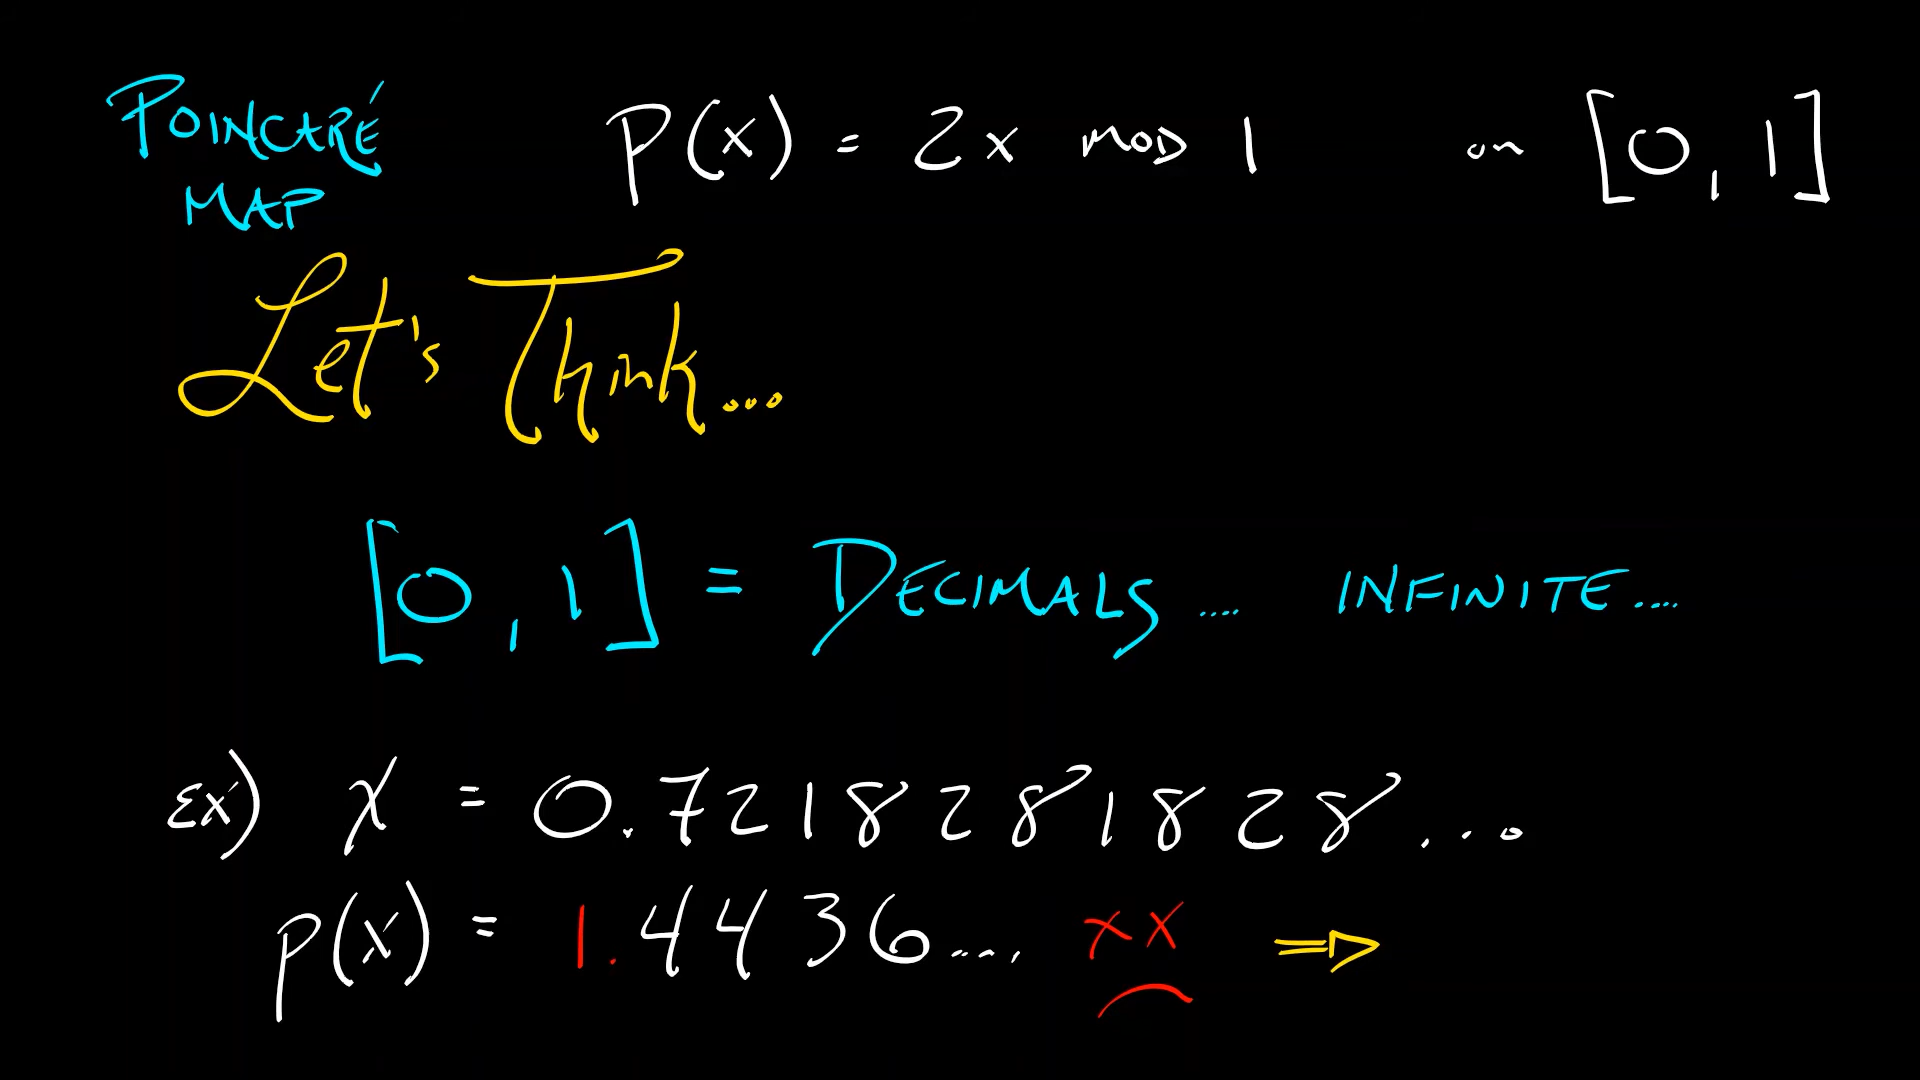 POINCARÉ MAP
P(x) = 2x MOD 1 on [0, 1]
Let's Think...
[0, 1] = DECIMALS.... INFINITE....
Ex) x = 0.7218281828...
P(x) = 1.4436.... xx ⇒